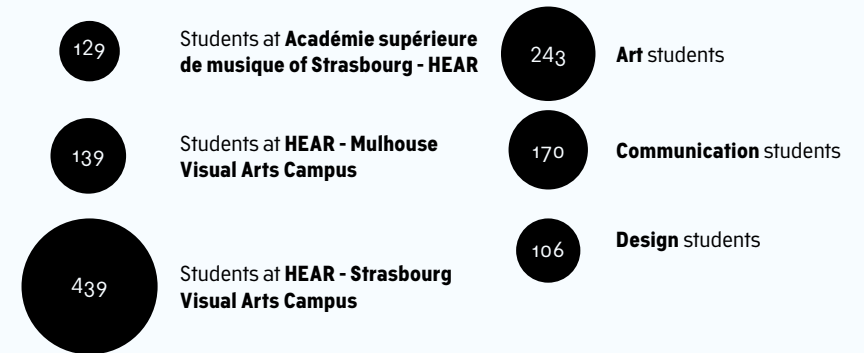 129
Students at Académie supérieure
de musique of Strasbourg - HEAR
139
Students at HEAR - Mulhouse
Visual Arts Campus
439
Students at HEAR - Strasbourg
Visual Arts Campus
243
Art students
170
Communication students
106
Design students